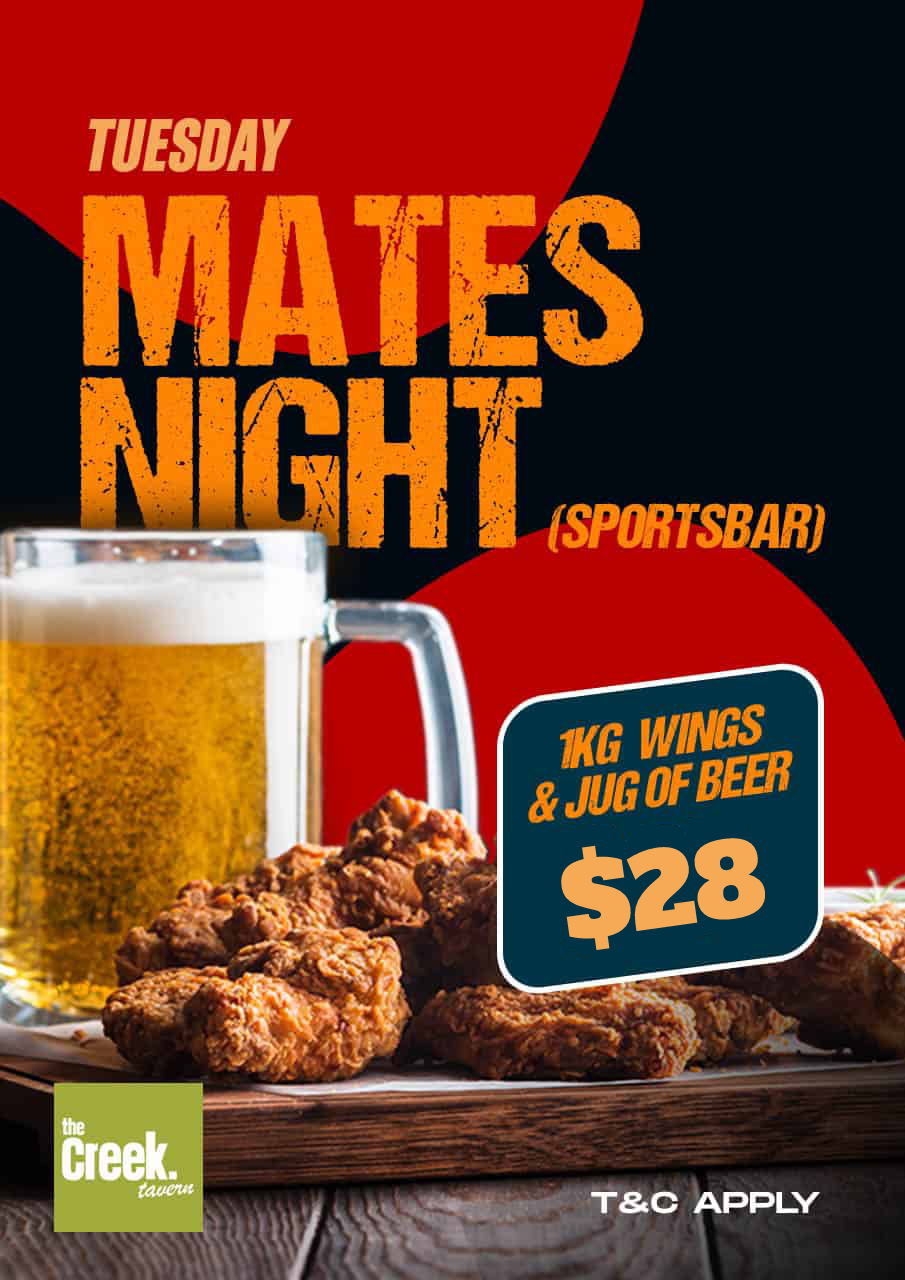 TUESDAY
MATES
NIGHT
(SPORTSBAR)
1KG WINGS
& JUG OF BEER
$28
the
Creek.
tavern
T&C APPLY